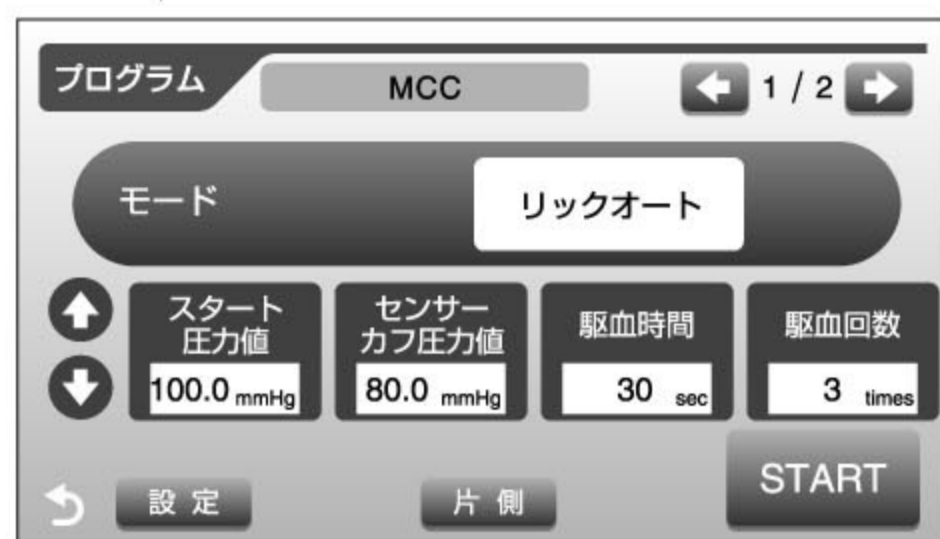 プログラム MCC 1 / 2
モード リックオート
スタート
圧力値
100.0 mmHg
センサー
カフ圧力値
80.0 mmHg
駆血時間
30 sec
駆血回数
3 times
設定 片側 START